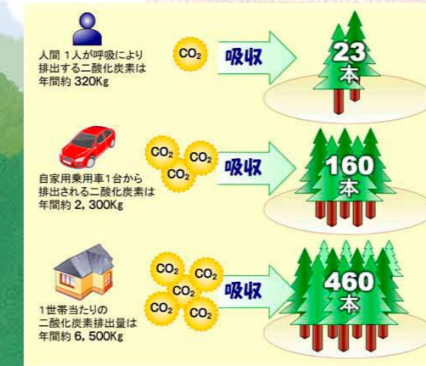 人間 1人が呼吸により
排出する二酸化炭素は
年間約 320Kg
CO₂
吸収
23
本
自家用乗用車1台から
排出される二酸化炭素は
年間約 2, 300Kg
CO₂
CO₂
CO₂
吸収
160
本
1世帯当たりの
二酸化炭素排出量は
年間約 6, 500Kg
CO₂
CO₂
CO₂
CO₂
CO₂
吸収
460
本